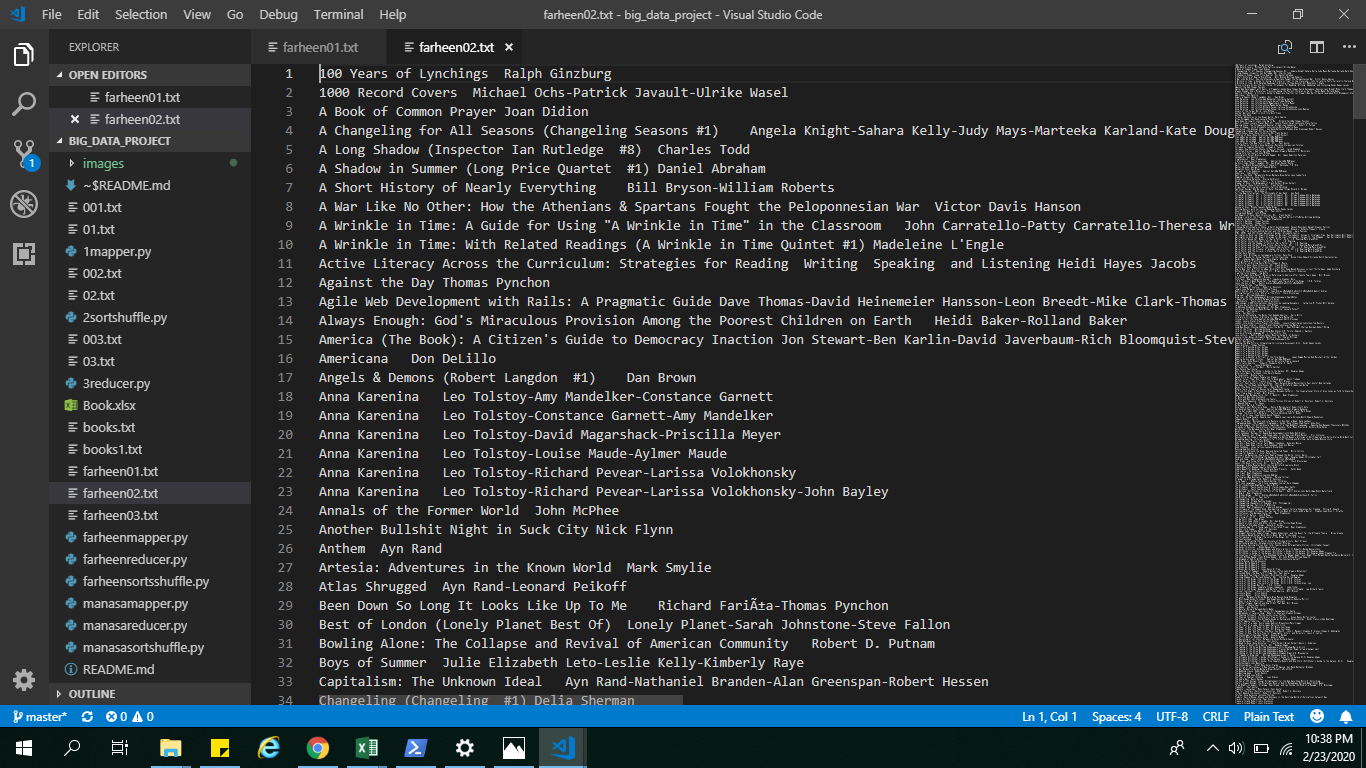 File Edit Selection View Go Debug Terminal Help farheen02.txt - big_data_project - Visual Studio Code
EXPLORER
OPEN EDITORS
farheen01.txt
farheen02.txt
BIG_DATA_PROJECT
images
~$README.md
001.txt
01.txt
1mapper.py
002.txt
02.txt
2sortshuffle.py
003.txt
03.txt
3reducer.py
Book.xlsx
books.txt
books1.txt
farheen01.txt
farheen02.txt
farheen03.txt
farheenmapper.py
farheenreducer.py
farheensortsshuffle.py
manasamapper.py
manasareducer.py
manasasortshuffle.py
README.md
OUTLINE
1
farheen01.txt farheen02.txt
1 100 Years of Lynchings Ralph Ginzburg
2 1000 Record Covers Michael Ochs-Patrick Javault-Ulrike Wasel
3 A Book of Common Prayer Joan Didion
4 A Changeling for All Seasons (Changeling Seasons #1) Angela Knight-Sahara Kelly-Judy Mays-Marteeka Karland-Kate Doug
5 A Long Shadow (Inspector Ian Rutledge #8) Charles Todd
6 A Shadow in Summer (Long Price Quartet #1) Daniel Abraham
7 A Short History of Nearly Everything Bill Bryson-William Roberts
8 A War Like No Other: How the Athenians & Spartans Fought the Peloponnesian War Victor Davis Hanson
9 A Wrinkle in Time: A Guide for Using "A Wrinkle in Time" in the Classroom John Carratello-Patty Carratello-Theresa Wr
10 A Wrinkle in Time: With Related Readings (A Wrinkle in Time Quintet #1) Madeleine L'Engle
11 Active Literacy Across the Curriculum: Strategies for Reading Writing Speaking and Listening Heidi Hayes Jacobs
12 Against the Day Thomas Pynchon
13 Agile Web Development with Rails: A Pragmatic Guide Dave Thomas-David Heinemeier Hansson-Leon Breedt-Mike Clark-Thomas
14 Always Enough: God's Miraculous Provision Among the Poorest Children on Earth Heidi Baker-Rolland Baker
15 America (The Book): A Citizen's Guide to Democracy Inaction Jon Stewart-Ben Karlin-David Javerbaum-Rich Bloomquist-Stev
16 Americana Don DeLillo
17 Angels & Demons (Robert Langdon #1) Dan Brown
18 Anna Karenina Leo Tolstoy-Amy Mandelker-Constance Garnett
19 Anna Karenina Leo Tolstoy-Constance Garnett-Amy Mandelker
20 Anna Karenina Leo Tolstoy-David Magarshack-Priscilla Meyer
21 Anna Karenina Leo Tolstoy-Louise Maude-Aylmer Maude
22 Anna Karenina Leo Tolstoy-Richard Pevear-Larissa Volokhonsky
23 Anna Karenina Leo Tolstoy-Richard Pevear-Larissa Volokhonsky-John Bayley
24 Annals of the Former World John McPhee
25 Another Bullshit Night in Suck City Nick Flynn
26 Anthem Ayn Rand
27 Artesia: Adventures in the Known World Mark Smylie
28 Atlas Shrugged Ayn Rand-Leonard Peikoff
29 Been Down So Long It Looks Like Up To Me Richard FariÃ±a-Thomas Pynchon
30 Best of London (Lonely Planet Best Of) Lonely Planet-Sarah Johnstone-Steve Fallon
31 Bowling Alone: The Collapse and Revival of American Community Robert D. Putnam
32 Boys of Summer Julie Elizabeth Leto-Leslie Kelly-Kimberly Raye
33 Capitalism: The Unknown Ideal Ayn Rand-Nathaniel Branden-Alan Greenspan-Robert Hessen
34 Changeling (Changeling #1) Delia Sherman
master* 0 0 Ln 1, Col 1 Spaces: 4 UTF-8 CRLF Plain Text
10:38 PM
2/23/2020